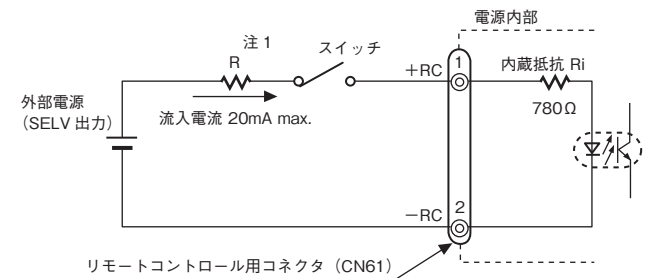 電源内部
注1
R
スイッチ
+RC
1
内蔵抵抗 Ri
780Ω
外部電源
（SELV 出力）
流入電流 20mA max.
−RC
2
リモートコントロール用コネクタ（CN61）